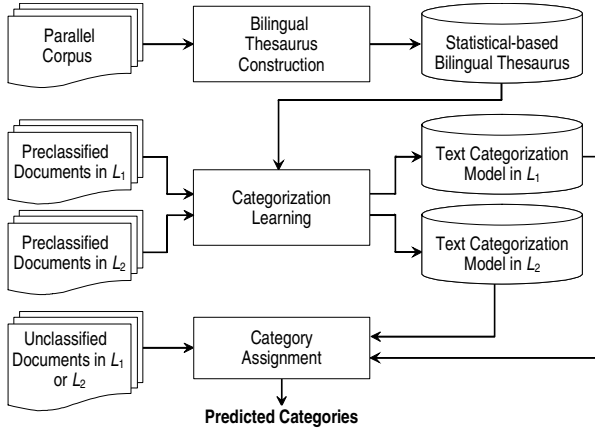 Parallel
Corpus
Bilingual
Thesaurus
Construction
Statistical-based
Bilingual Thesaurus
Preclassified
Documents in L1
Categorization
Learning
Text Categorization
Model in L1
Preclassified
Documents in L2
Text Categorization
Model in L2
Unclassified
Documents in L1
or L2
Category
Assignment
Predicted Categories